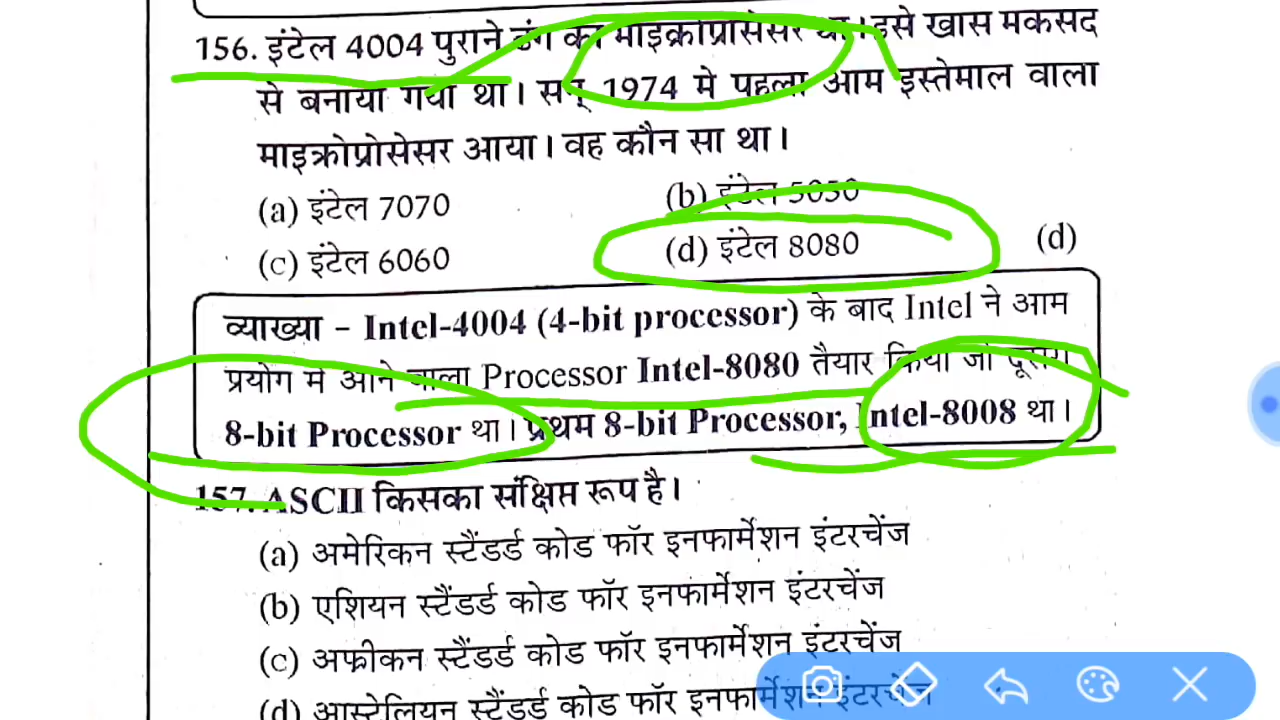 156. इंटेल 4004 पुराने ढंग का माइक्रोप्रोसेसर था। इसे खास मकसद
से बनाया गया था। सन् 1974 मे पहला आम इस्तेमाल वाला
माइक्रोप्रोसेसर आया। वह कौन सा था।
(a) इंटेल 7070 (b) इंटेल 5050
(c) इंटेल 6060 (d) इंटेल 8080 (d)
व्याख्या – Intel-4004 (4-bit processor) के बाद Intel ने आम
प्रयोग में आने वाला Processor Intel-8080 तैयार किया जो दूसरा
8-bit Processor था। प्रथम 8-bit Processor, Intel-8008 था।
157. ASCII किसका संक्षिप्त रूप है।
(a) अमेरिकन स्टैंडर्ड कोड फॉर इनफार्मेशन इंटरचेंज
(b) एशियन स्टैंडर्ड कोड फॉर इनफार्मेशन इंटरचेंज
(c) अफ्रीकन स्टैंडर्ड कोड फॉर इनफार्मेशन इंटरचेंज
(d) आस्ट्रेलियन स्टैंडर्ड कोड फॉर इनफार्मेशन इंटरचेंज